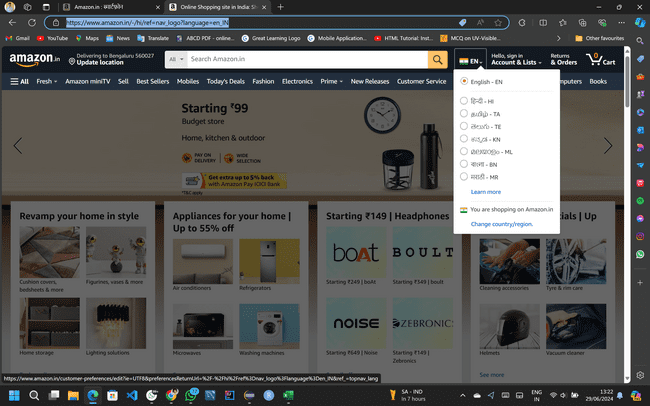 Amazon.in : स्मार्टफ़ोन
Online Shopping site in India: Sh
https://www.amazon.in/-/hi/ref=nav_logo?language=en_IN
Gmail
YouTube
Maps
News
Translate
ABCD PDF - online...
Great Learning Logo
Mobile Application...
HTML Tutorial: Inst...
MCQ on UV-Visible...
Other favorites
amazon.in
Delivering to Bengaluru 560027
Update location
All
Search Amazon.in
EN
Hello, sign in
Account & Lists
Returns
& Orders
0
Cart
All
Fresh
Amazon miniTV
Sell
Best Sellers
Mobiles
Today's Deals
Fashion
Electronics
Prime
New Releases
Customer Service
mputers
Books
English - EN
हिन्दी - HI
தமிழ் - TA
తెలుగు - TE
ಕನ್ನಡ - KN
മലയാളം - ML
বাংলা - BN
मराठी - MR
Learn more
You are shopping on Amazon.in
Change country/region.
Starting ₹99
Budget store
Home, kitchen & outdoor
PAY ON
DELIVERY
WIDE
SELECTION
Get extra up to 5% back
with Amazon Pay ICICI Bank
*T&C apply
Revamp your home in style
Cushion covers,
bedsheets & more
Figurines, vases & more
Home storage
Lighting solutions
Appliances for your home |
Up to 55% off
Air conditioners
Refrigerators
Microwaves
Washing machines
Starting ₹149 | Headphones
boAt
BOULT
Starting ₹249 | boAt
Starting ₹349 | boult
NOISE
ZEBRONICS
Starting ₹649 | Noise
Starting ₹149 |
Zebronics
ials | Up
Cleaning accessories
Tyre & rim care
Helmets
Vacuum cleaner
See more
https://www.amazon.in/customer-preferences/edit?ie=UTF8&preferencesReturnUrl=%2F-%2Fhi%2Fref%3Dnav_logo%3Flanguage%3Den_IN&ref_=topnav_lang
SA - IND
In 7 hours
ENG
IN
13:22
29/06/2024